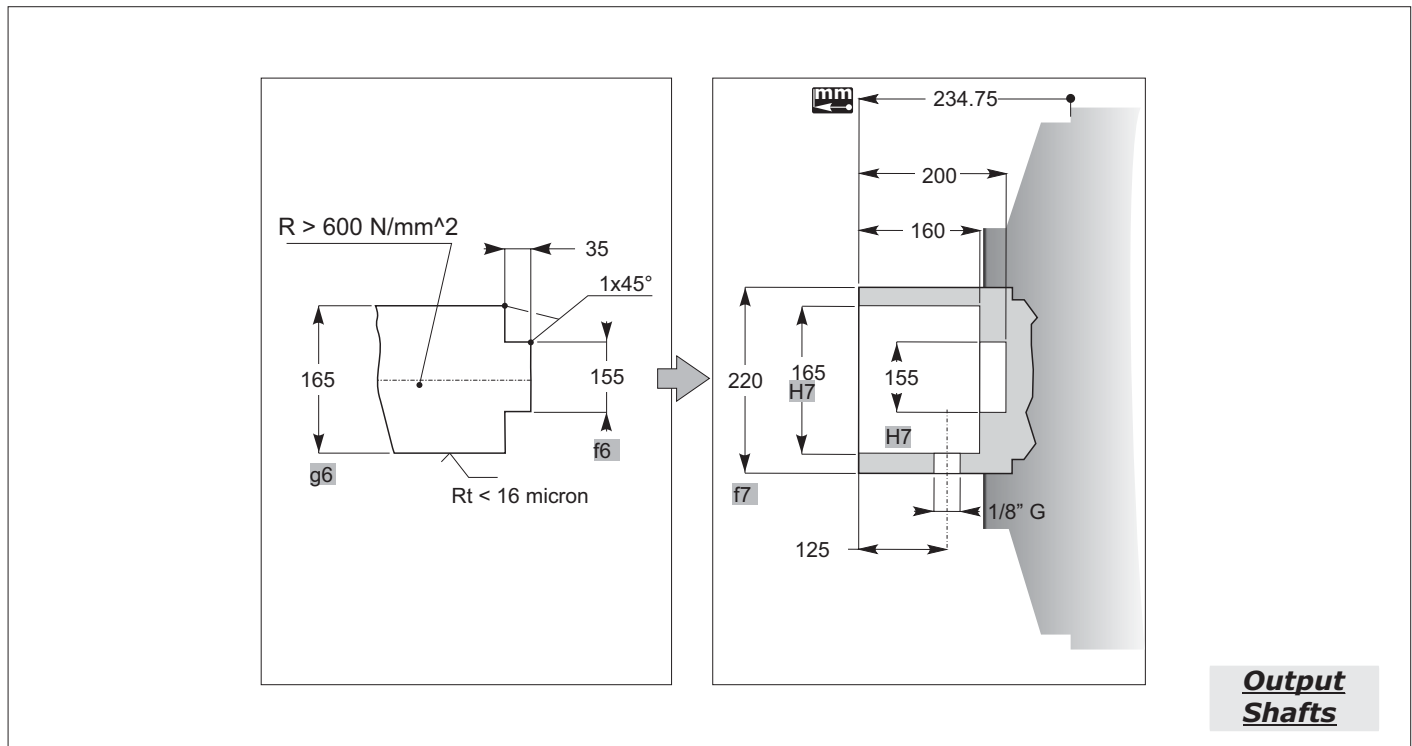 R > 600 N/mm^2
35
1x45°
165
g6
155
f6
Rt < 16 micron
mm
234.75
200
160
220
f7
165
H7
155
H7
1/8” G
125
Output
Shafts